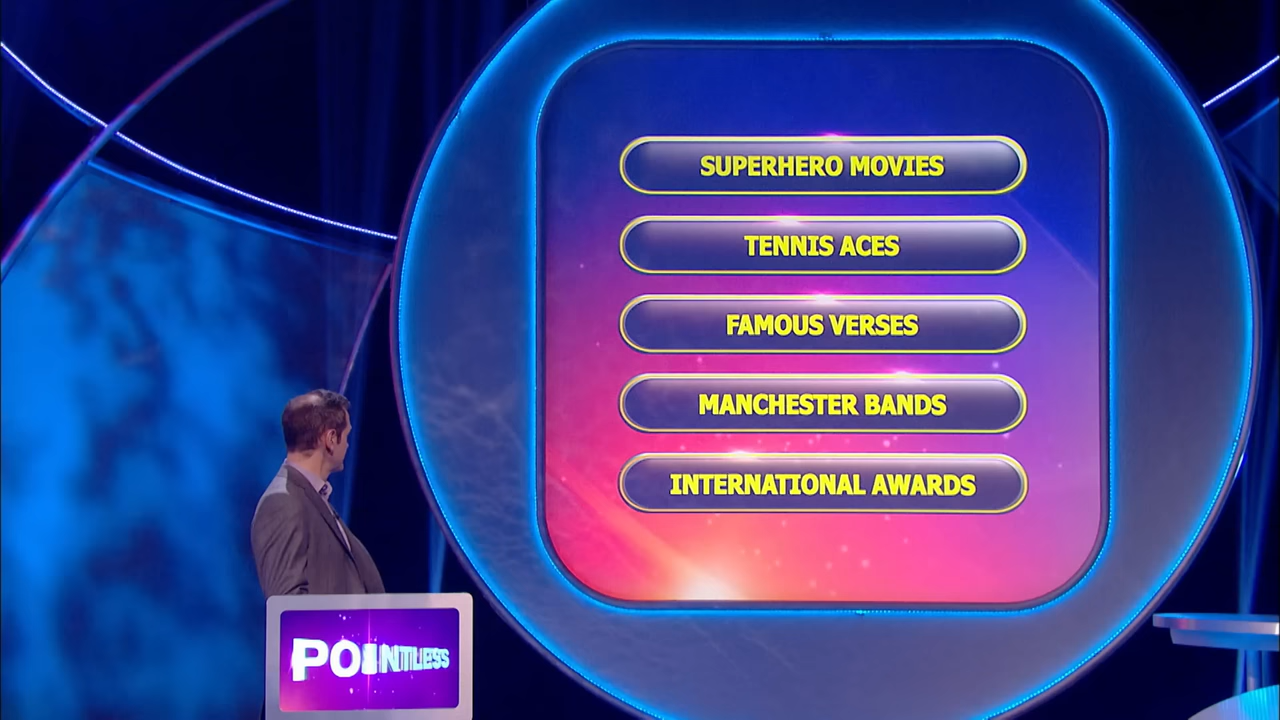 SUPERHERO MOVIES
TENNIS ACES
FAMOUS VERSES
MANCHESTER BANDS
INTERNATIONAL AWARDS
POINTLESS